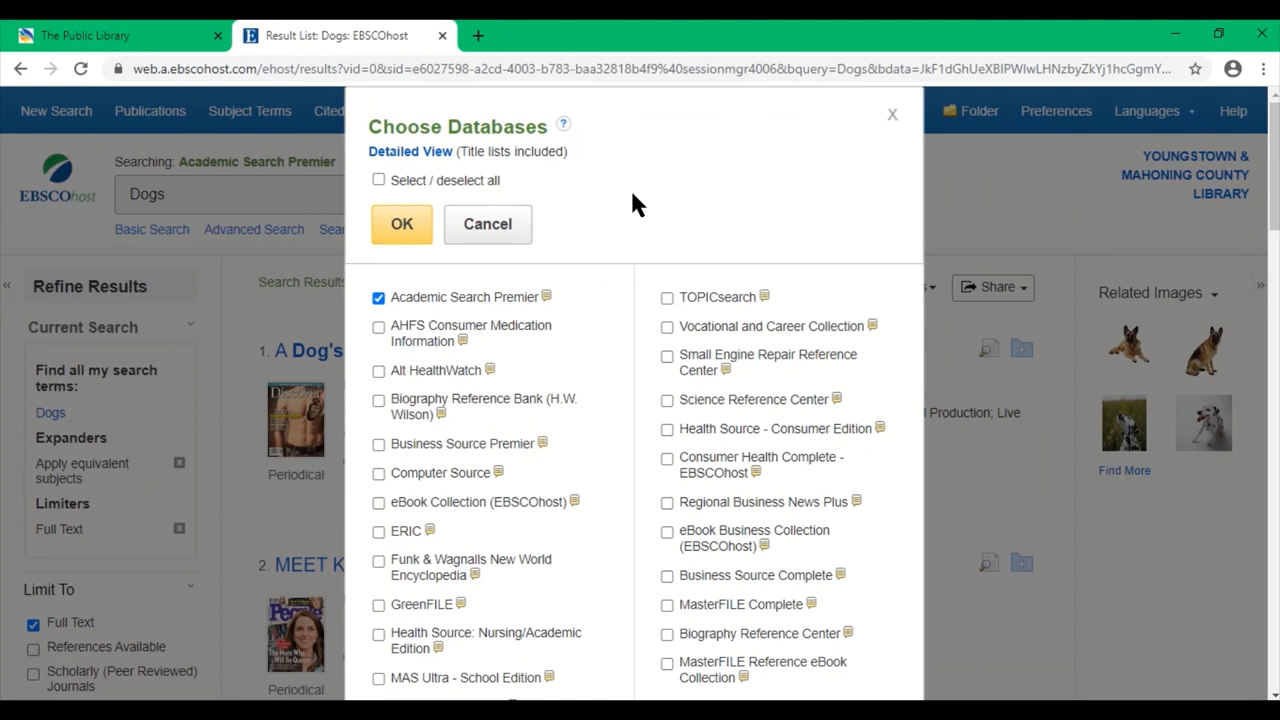 The Public Library
Result List: Dogs: EBSCOhost
web.a.ebscohost.com/ehost/results?vid=0&sid=e6027598-a2cd-4003-b783-baa32818b4f9%40sessionmgr4006&bquery=Dogs&bdata=JkF1dGhUeXBlPWlwLHNzbyZkYj1hcGgmY...
New Search
Publications
Subject Terms
Cited
Folder
Preferences
Languages
Help
EBSCOhost
Searching: Academic Search Premier
Dogs
Basic Search
Advanced Search
Sear
YOUNGSTOWN &
MAHONING COUNTY
LIBRARY
Choose Databases ?
Detailed View (Title lists included)
Select / deselect all
OK
Cancel
X
Academic Search Premier
AHFS Consumer Medication
Information
Alt HealthWatch
Biography Reference Bank (H.W.
Wilson)
Business Source Premier
Computer Source
eBook Collection (EBSCOhost)
ERIC
Funk & Wagnalls New World
Encyclopedia
GreenFILE
Health Source: Nursing/Academic
Edition
MAS Ultra - School Edition
TOPICsearch
Vocational and Career Collection
Small Engine Repair Reference
Center
Science Reference Center
Health Source - Consumer Edition
Consumer Health Complete -
EBSCOhost
Regional Business News Plus
eBook Business Collection
(EBSCOhost)
Business Source Complete
MasterFILE Complete
Biography Reference Center
MasterFILE Reference eBook
Collection
Refine Results
Current Search
Find all my search
terms:
Dogs
Expanders
Apply equivalent
subjects
Limiters
Full Text
Limit To
Full Text
References Available
Scholarly (Peer Reviewed)
Journals
Search Results
1. A Dog's
Discover
Periodical
2. MEET K
People
Periodical
Share
Production; Live
Related Images
Find More